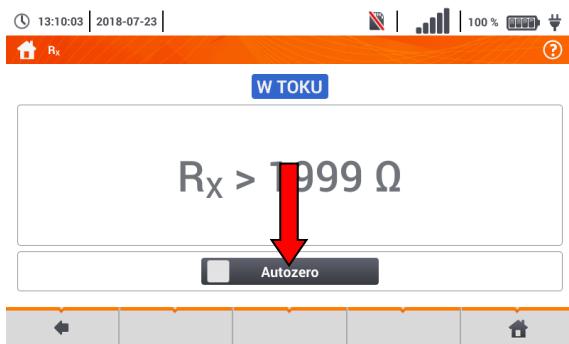 13:10:03 2018-07-23 100 %
Rx ?
W TOKU
Rx > 1999 Ω
Autozero